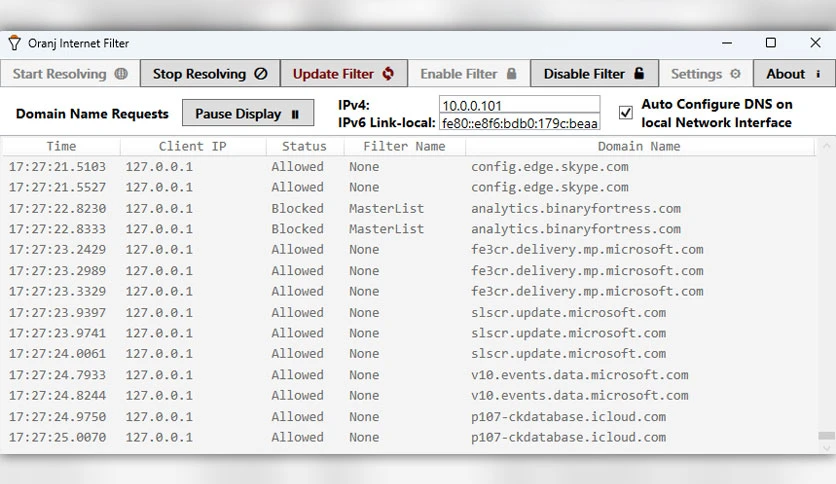 Oranj Internet Filter
Start Resolving Stop Resolving Update Filter Enable Filter Disable Filter Settings About i
Domain Name Requests Pause Display IPv4: 10.0.0.101 Auto Configure DNS on
IPv6 Link-local: fe80::e8f6:bdb0:179c:beaa local Network Interface
Time Client IP Status Filter Name Domain Name
17:27:21.5103 127.0.0.1 Allowed None config.edge.skype.com
17:27:21.5527 127.0.0.1 Allowed None config.edge.skype.com
17:27:22.8230 127.0.0.1 Blocked MasterList analytics.binaryfortress.com
17:27:22.8333 127.0.0.1 Blocked MasterList analytics.binaryfortress.com
17:27:23.2429 127.0.0.1 Allowed None fe3cr.delivery.mp.microsoft.com
17:27:23.2989 127.0.0.1 Allowed None fe3cr.delivery.mp.microsoft.com
17:27:23.3329 127.0.0.1 Allowed None fe3cr.delivery.mp.microsoft.com
17:27:23.9397 127.0.0.1 Allowed None slscr.update.microsoft.com
17:27:23.9741 127.0.0.1 Allowed None slscr.update.microsoft.com
17:27:24.0061 127.0.0.1 Allowed None slscr.update.microsoft.com
17:27:24.7933 127.0.0.1 Allowed None v10.events.data.microsoft.com
17:27:24.8244 127.0.0.1 Allowed None v10.events.data.microsoft.com
17:27:24.9750 127.0.0.1 Allowed None p107-ckdatabase.icloud.com
17:27:25.0070 127.0.0.1 Allowed None p107-ckdatabase.icloud.com